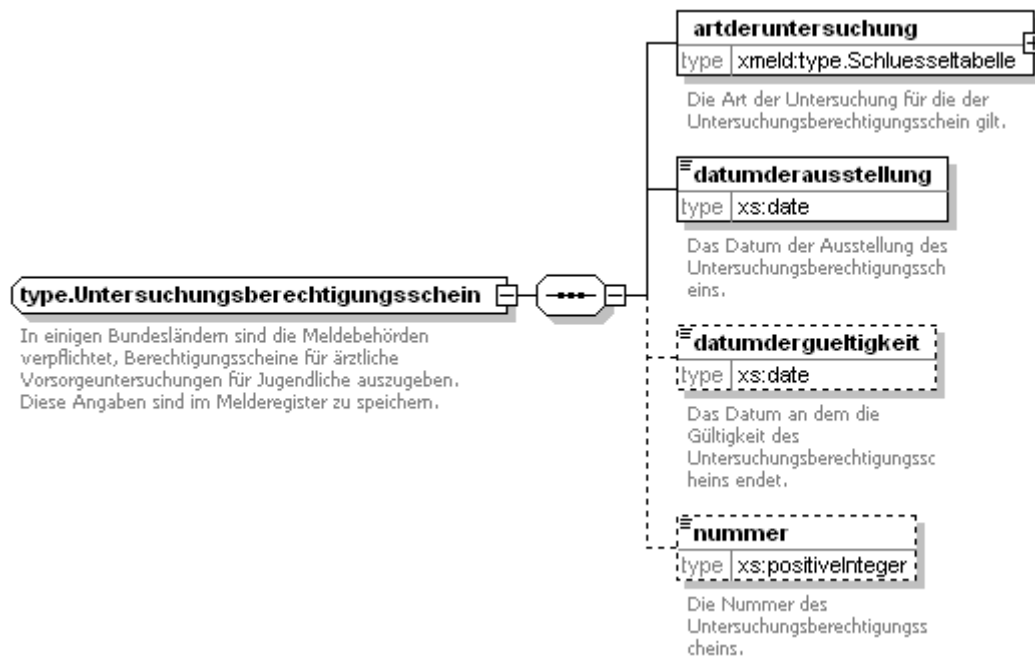 artderuntersuchung
type xmeld:type.Schluesseltabelle
Die Art der Untersuchung für die der
Untersuchungsberechtigungsschein gilt.
datumderausstellung
type xs:date
Das Datum der Ausstellung des
Untersuchungsberechtigungssch
eins.
type.Untersuchungsberechtigungsschein
In einigen Bundesländern sind die Meldebehörden
verpflichtet, Berechtigungsscheine für ärztliche
Vorsorgeuntersuchungen für Jugendliche auszugeben.
Diese Angaben sind im Melderegister zu speichern.
datumdergueltigkeit
type xs:date
Das Datum an dem die
Gültigkeit des
Untersuchungsberechtigungssc
heins endet.
nummer
type xs:positiveInteger
Die Nummer des
Untersuchungsberechtigungss
cheins.